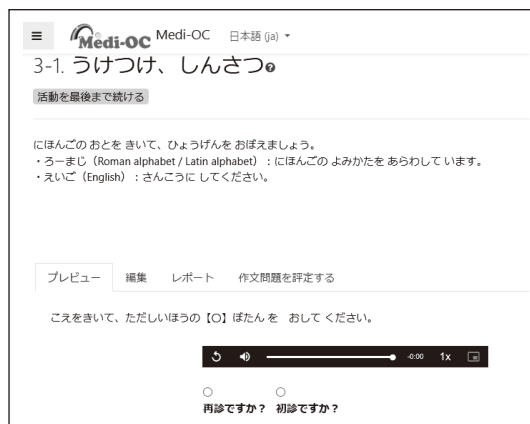 Medi-OC Medi-OC 日本語 (ja)
3-1. うけつけ、しんさつ
活動を最後まで続ける
にほんごの おとを きいて、ひょうげんを おぼえましょう。
・ろーまじ（Roman alphabet / Latin alphabet）：にほんごの よみかたを あらわして います。
・えいご（English）：さんこうに してください。
プレビュー 編集 レポート 作文問題を評定する
こえをきいて、ただしいほうの【○】ぼたん を おして ください。
-0:00 1x
再診ですか？ 初診ですか？